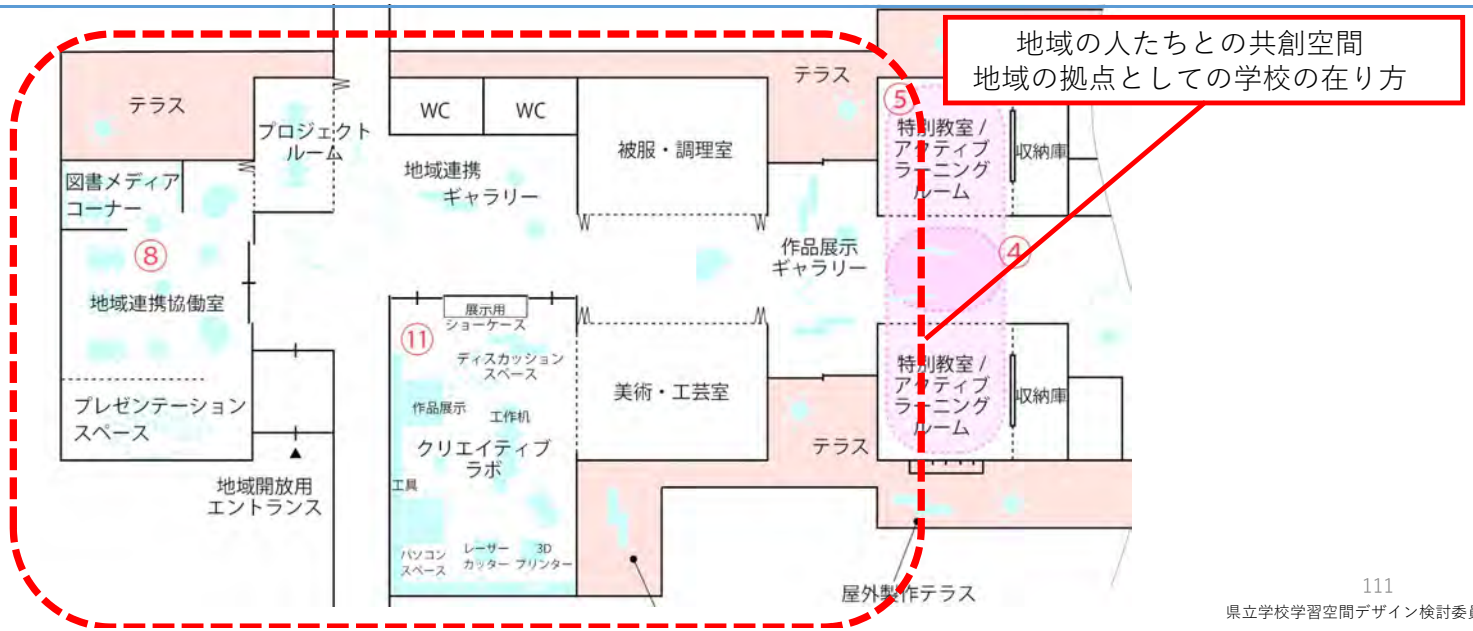 地域の人たちとの共創空間
地域の拠点としての学校の在り方
テラス
テラス
⑤
WC
WC
プロジェクト
ルーム
特別教室 /
アクティブ
ラーニング
ルーム
収納庫
被服・調理室
地域連携
ギャラリー
図書メディア
コーナー
⑧
作品展示
ギャラリー
④
地域連携協働室
展示用
ショーケース
⑪
ディスカッション
スペース
特別教室 /
アクティブ
ラーニング
ルーム
収納庫
美術・工芸室
プレゼンテーション
スペース
作品展示
工作机
クリエイティブ
ラボ
テラス
地域開放用
エントランス
工具
パソコン
スペース
レーザー
カッター
3D
プリンター
屋外製作テラス
111
県立学校学習空間デザイン検討委員